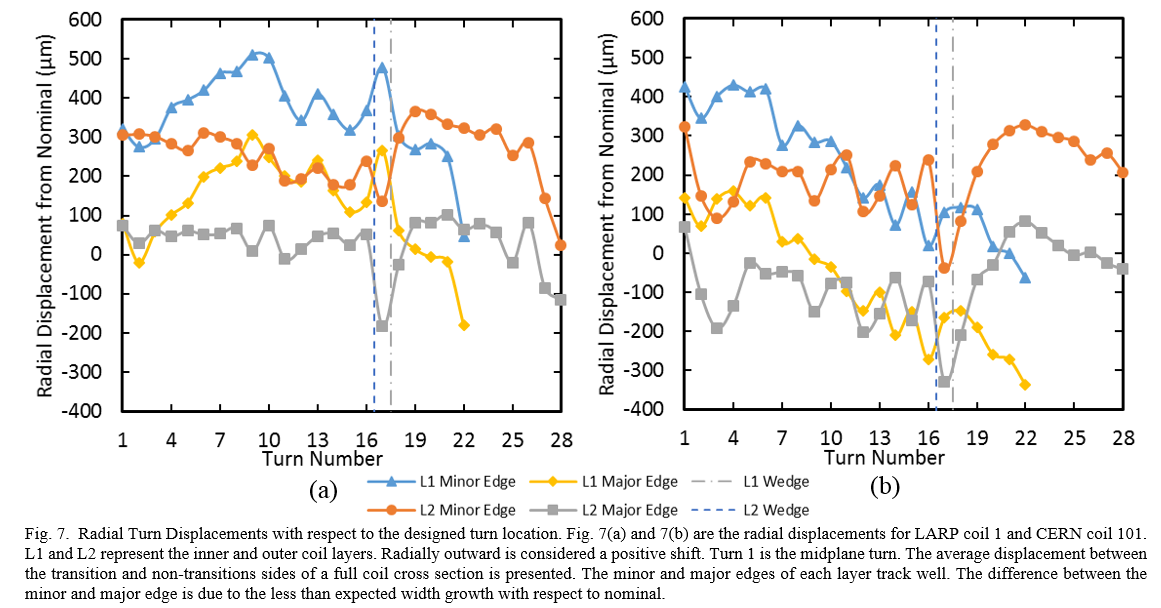 700
600
500
400
300
200
100
0
-100
-200
-300
-400
Radial Displacement from Nominal (µm)
1 4 7 10 13 16 19 22 25 28
Turn Number
(a)
600
500
400
300
200
100
0
-100
-200
-300
-400
Radial Displacement from Nominal (µm)
1 4 7 10 13 16 19 22 25 28
Turn Number
(b)
L1 Minor Edge L1 Major Edge L1 Wedge
L2 Minor Edge L2 Major Edge L2 Wedge
Fig. 7. Radial Turn Displacements with respect to the designed turn location. Fig. 7(a) and 7(b) are the radial displacements for LARP coil 1 and CERN coil 101.
L1 and L2 represent the inner and outer coil layers. Radially outward is considered a positive shift. Turn 1 is the midplane turn. The average displacement between
the transition and non-transitions sides of a full coil cross section is presented. The minor and major edges of each layer track well. The difference between the
minor and major edge is due to the less than expected width growth with respect to nominal.